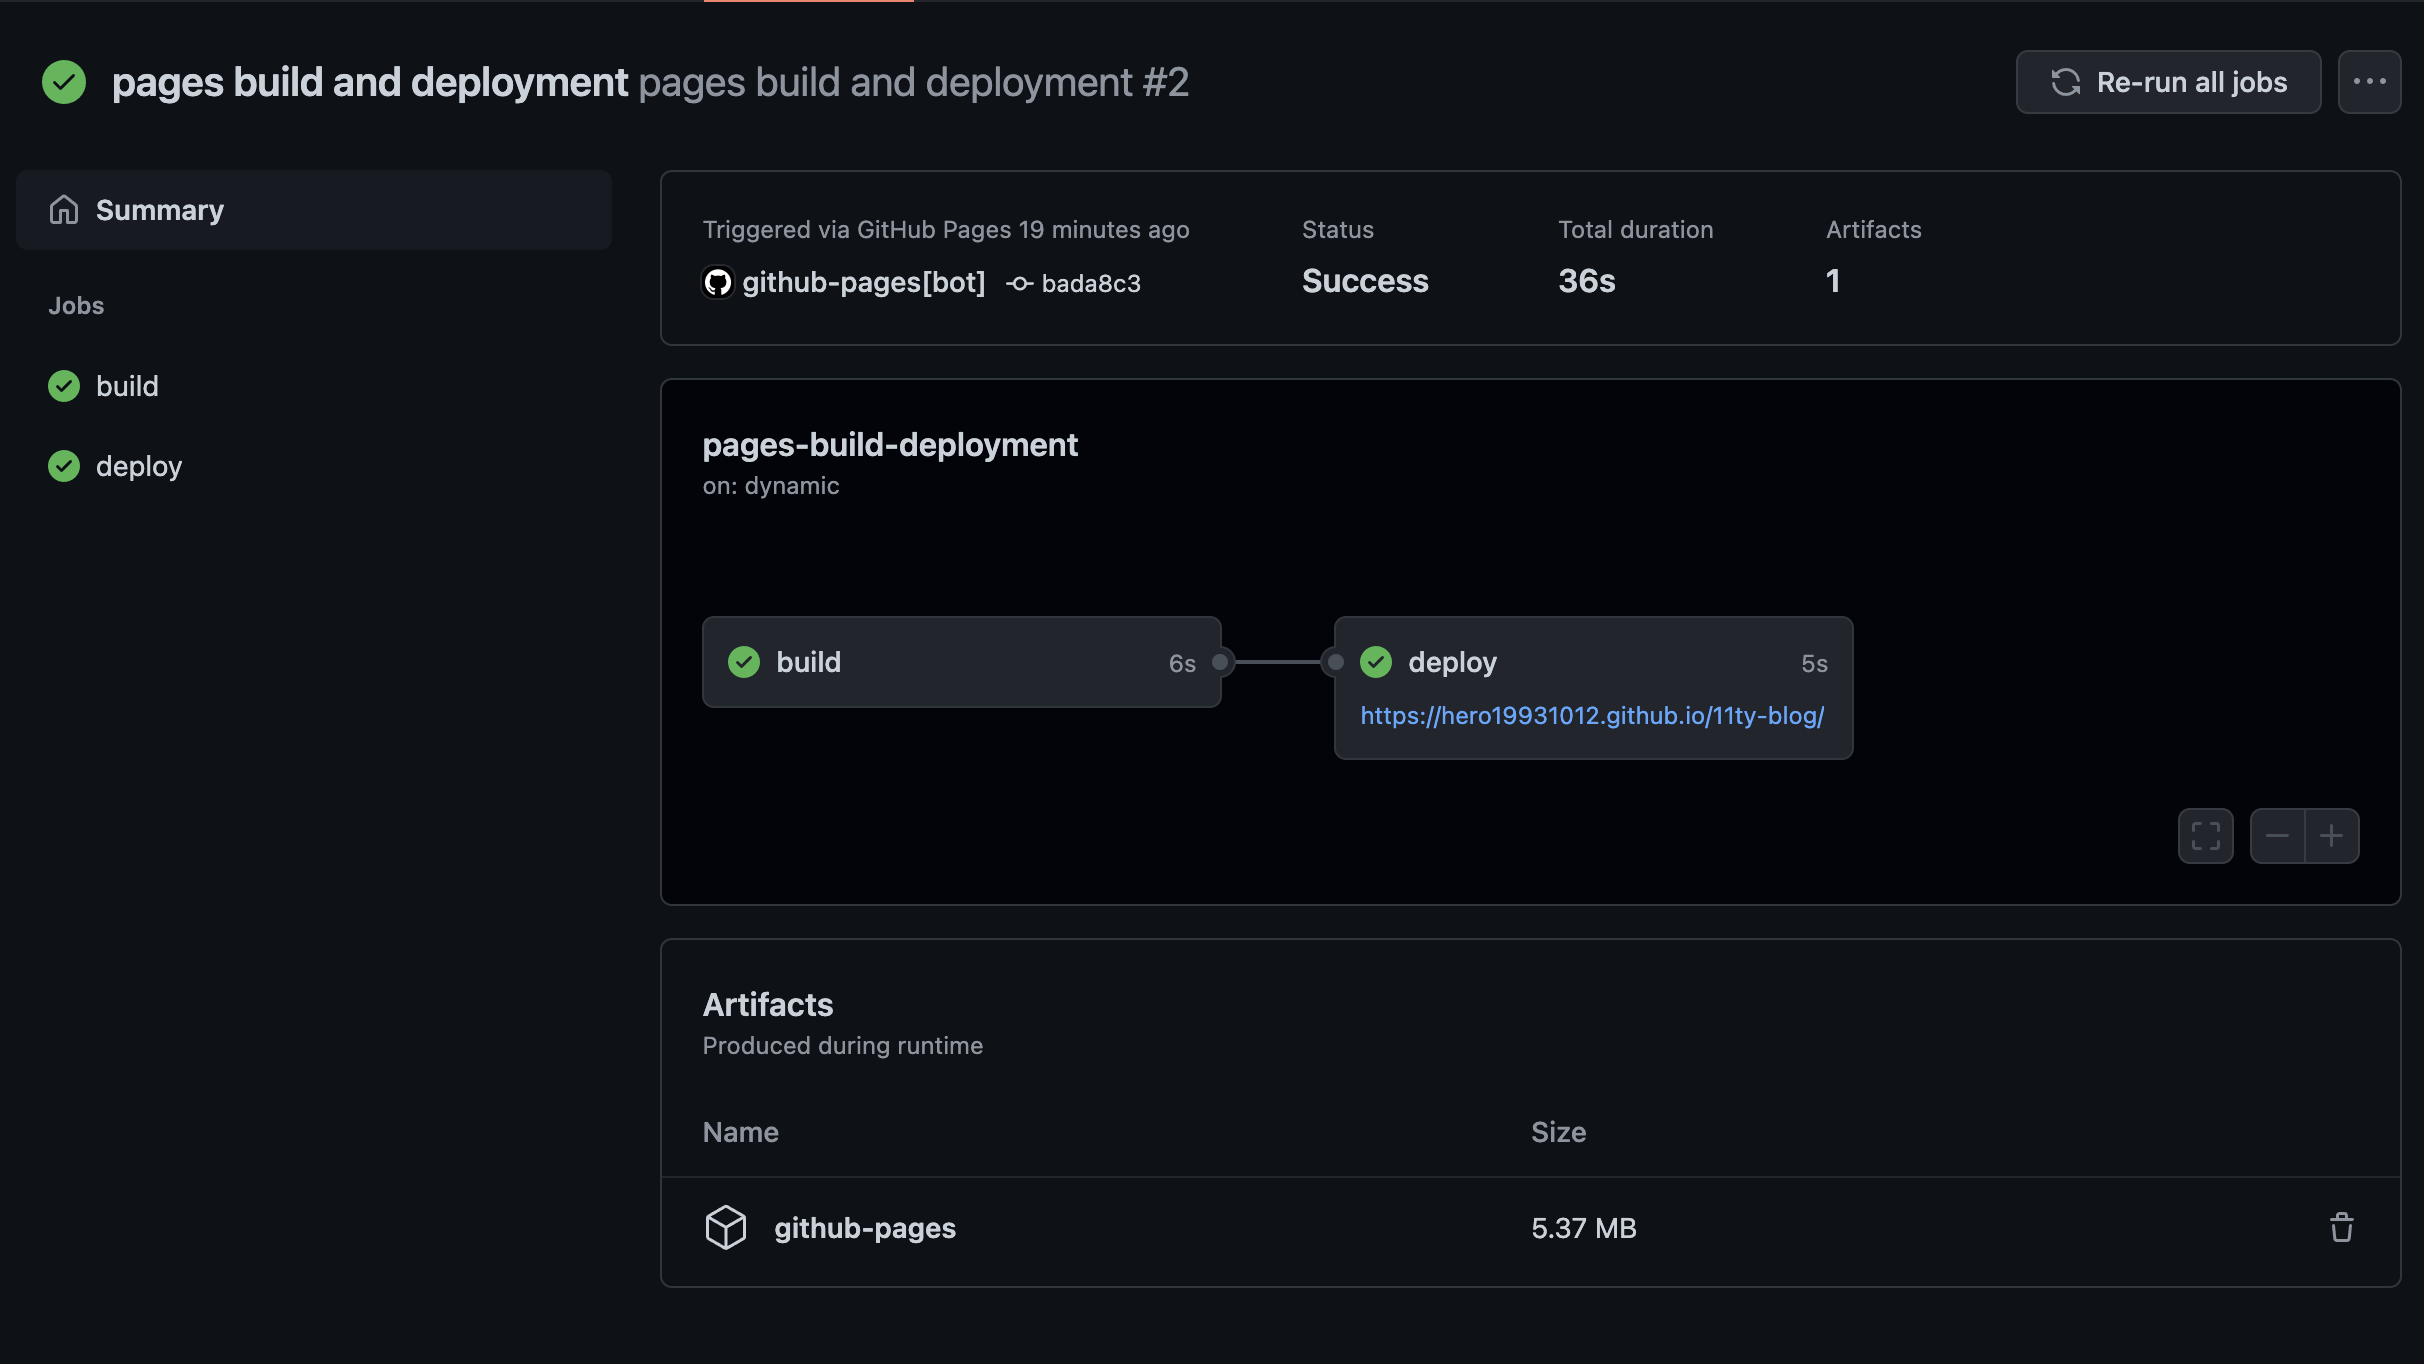 pages build and deployment pages build and deployment #2
Re-run all jobs
Summary
Jobs
build
deploy
Triggered via GitHub Pages 19 minutes ago
github-pages[bot] bada8c3
Status
Success
Total duration
36s
Artifacts
1
pages-build-deployment
on: dynamic
build 6s
deploy 5s
https://hero19931012.github.io/11ty-blog/
Artifacts
Produced during runtime
Name Size
github-pages 5.37 MB